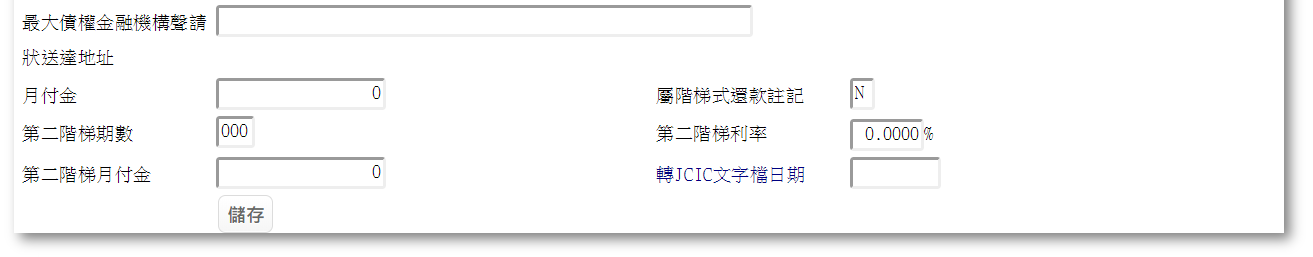 最大債權金融機構聲請
狀送達地址
月付金 0 屬階梯式還款註記 N
第二階梯期數 000 第二階梯利率 0.0000 %
第二階梯月付金 0 轉JCIC文字檔日期
儲存